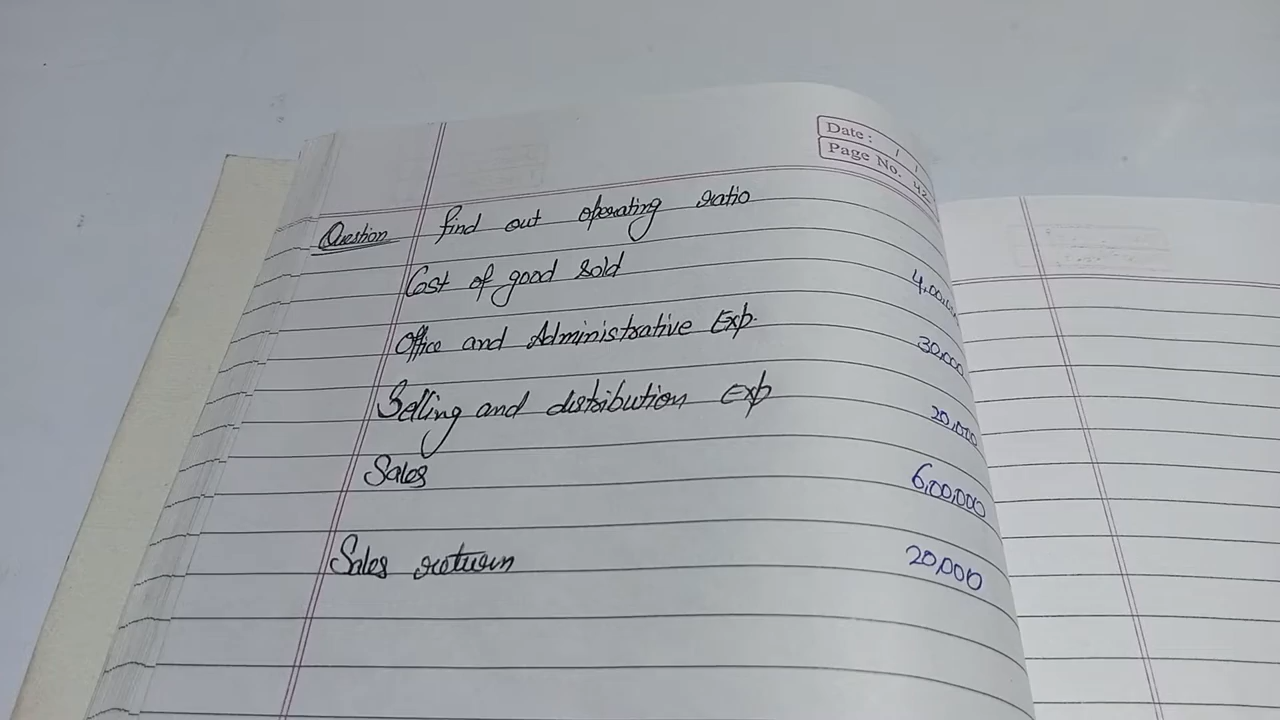 Date: / /
Page No. 42
Question find out operating ratio
Cost of good sold 4,00,000
Office and Administrative Exp. 30,000
Selling and distribution Exp 20,000
Sales 6,00,000
Sales return 20,000